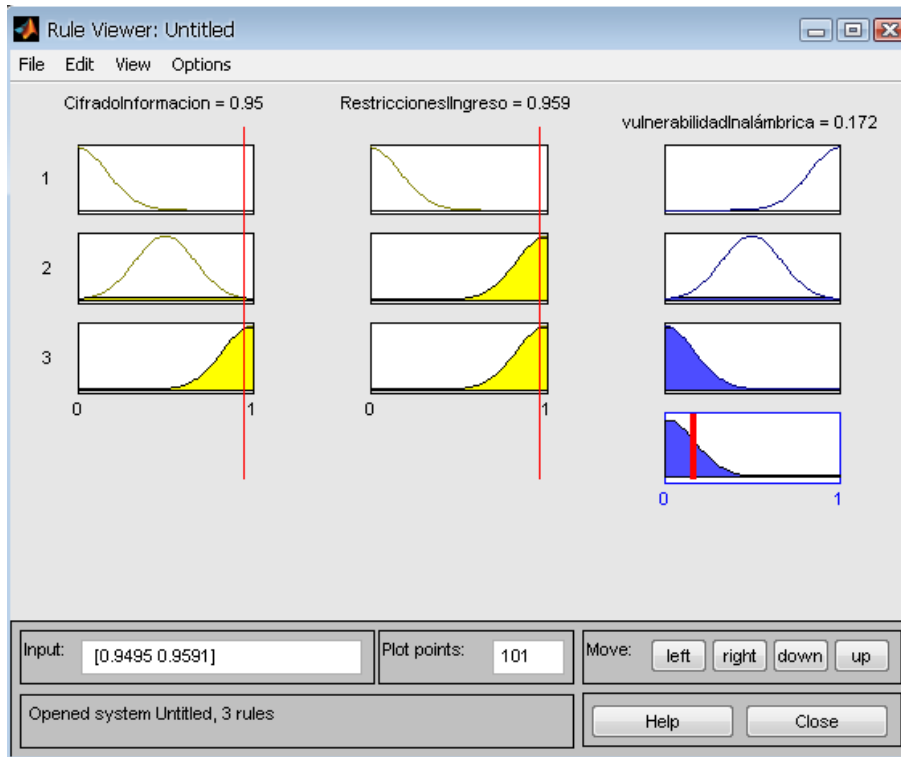 Rule Viewer: Untitled
File Edit View Options
CifradoInformacion = 0.95
RestriccionesIIngreso = 0.959
vulnerabilidadInalámbrica = 0.172
1
2
3
0 1
0 1
0 1
Input: [0.9495 0.9591]
Plot points: 101
Move: left right down up
Opened system Untitled, 3 rules
Help Close